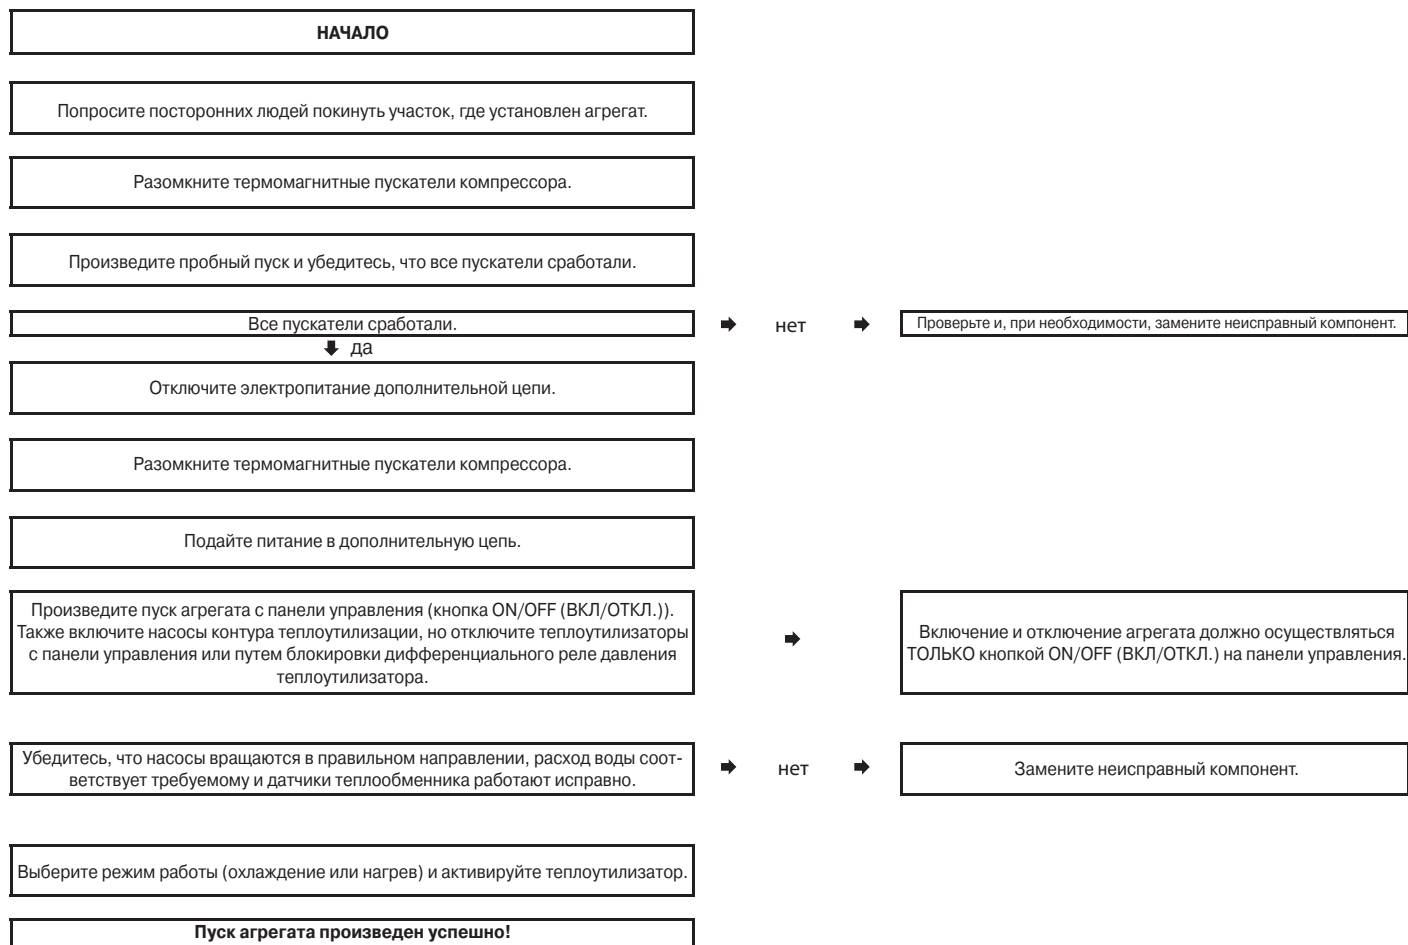 НАЧАЛО
Попросите посторонних людей покинуть участок, где установлен агрегат.
Разомкните термомагнитные пускатели компрессора.
Произведите пробный пуск и убедитесь, что все пускатели сработали.
Все пускатели сработали.
нет
Проверьте и, при необходимости, замените неисправный компонент.
да
Отключите электропитание дополнительной цепи.
Разомкните термомагнитные пускатели компрессора.
Подайте питание в дополнительную цепь.
Произведите пуск агрегата с панели управления (кнопка ON/OFF (ВКЛ/ОТКЛ.)).
Также включите насосы контура теплоутилизации, но отключите теплоутилизаторы
с панели управления или путем блокировки дифференциального реле давления
теплоутилизатора.
Включение и отключение агрегата должно осуществляться
ТОЛЬКО кнопкой ON/OFF (ВКЛ/ОТКЛ.) на панели управления.
Убедитесь, что насосы вращаются в правильном направлении, расход воды соот-
ветствует требуемому и датчики теплообменника работают исправно.
нет
Замените неисправный компонент.
Выберите режим работы (охлаждение или нагрев) и активируйте теплоутилизатор.
Пуск агрегата произведен успешно!